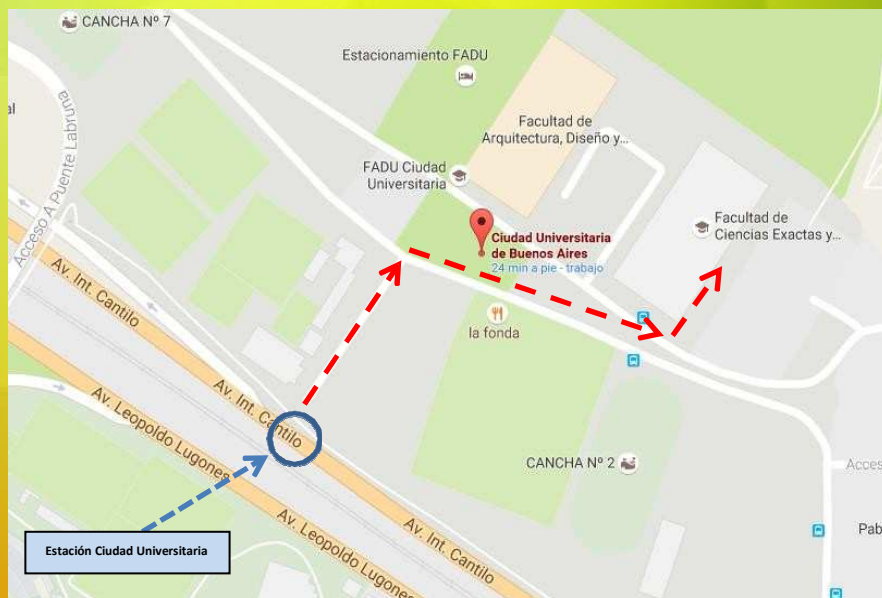 CANCHA Nº 7
Estacionamiento FADU
al
Acceso A Puente Labruna
Facultad de
Arquitectura, Diseño y...
FADU Ciudad
Universitaria
Facultad de
Ciencias Exactas y...
Ciudad Universitaria
de Buenos Aires
24 min a pie - trabajo
Av. Int. Cantilo
la fonda
Av. Int. Cantilo
Av. Leopoldo Lugones
CANCHA Nº 2
Acces
Estación Ciudad Universitaria
Av. Leopoldo Lugones
Av. Int. Cantilo
Pab